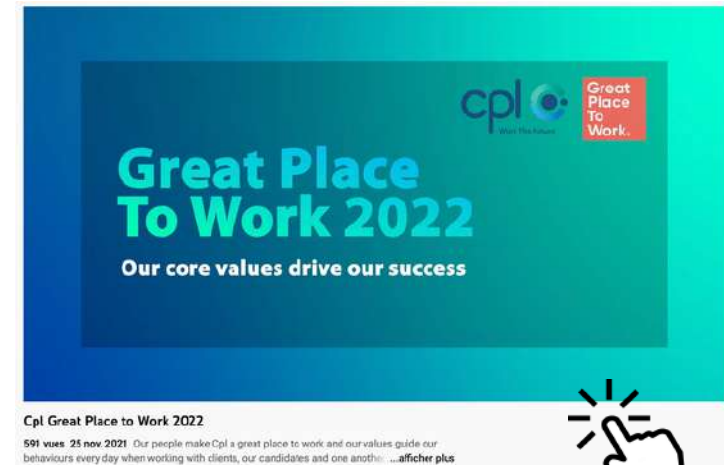 cpl
Work The Future
Great
Place
To
Work.
Great Place
To Work 2022
Our core values drive our success
Cpl Great Place to Work 2022
591 vues 25 nov. 2021 Our people make Cpl a great place to work and our values guide our
behaviours every day when working with clients, our candidates and one anothe ...afficher plus